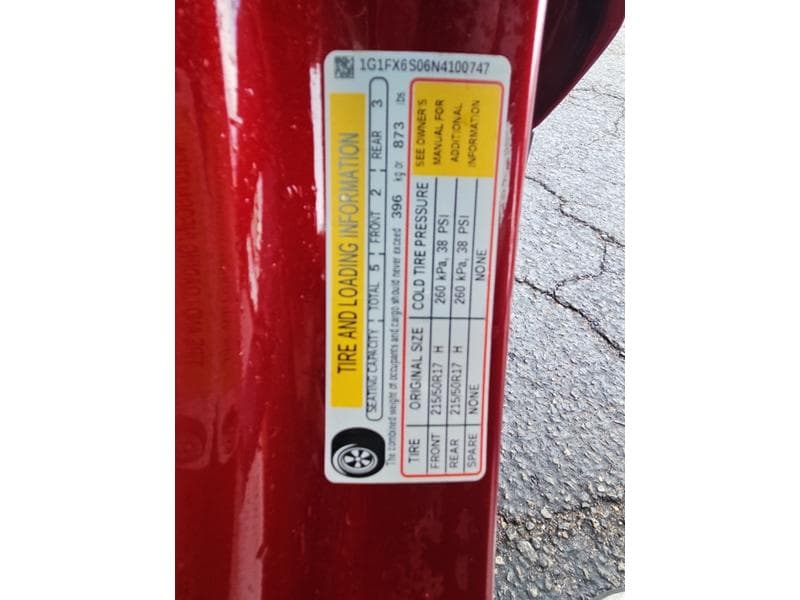 1G1FX6S06N4100747
TIRE AND LOADING INFORMATION
SEATING CAPACITY TOTAL 5 FRONT 2 REAR 3
The combined weight of occupants and cargo should never exceed 396 kg or 873 lbs
TIRE ORIGINAL SIZE COLD TIRE PRESSURE
FRONT 215/50R17 H 260 kPa, 38 PSI
REAR 215/50R17 H 260 kPa, 38 PSI
SPARE NONE NONE
SEE OWNER'S
MANUAL FOR
ADDITIONAL
INFORMATION